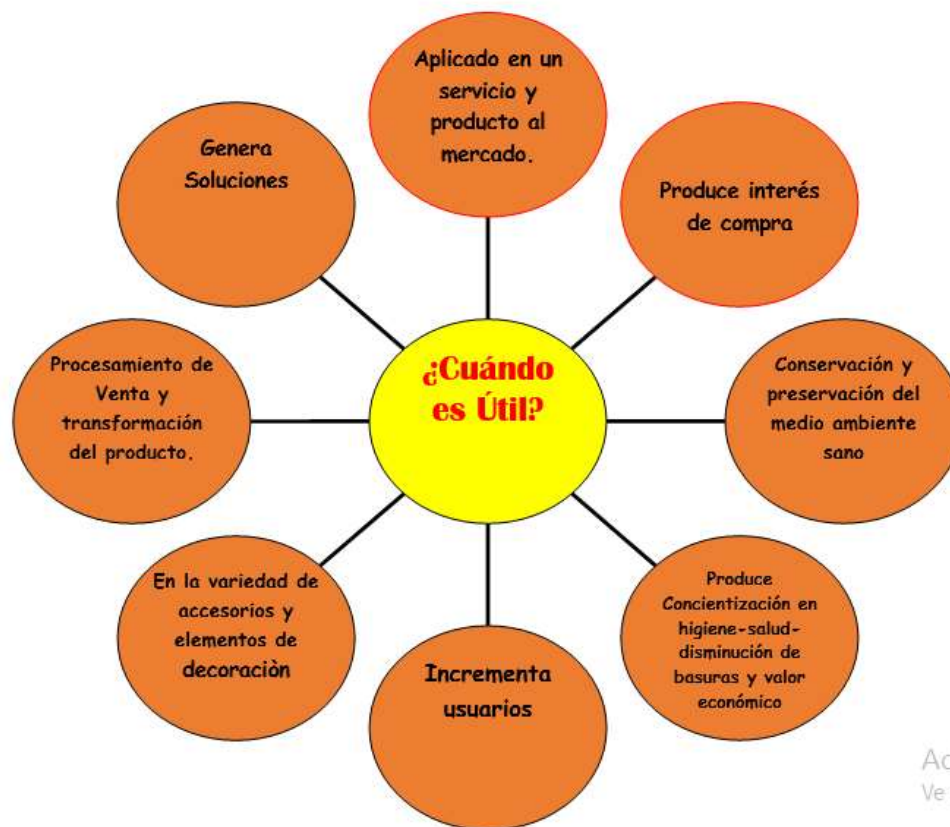 ¿Cuándo
es Útil?
Aplicado en un
servicio y
producto al
mercado.
Produce interés
de compra
Conservación y
preservación del
medio ambiente
sano
Produce
Concientización en
higiene-salud-
disminución de
basuras y valor
económico
Incrementa
usuarios
En la variedad de
accesorios y
elementos de
decoraciòn
Procesamiento de
Venta y
transformación
del producto.
Genera
Soluciones
Ve